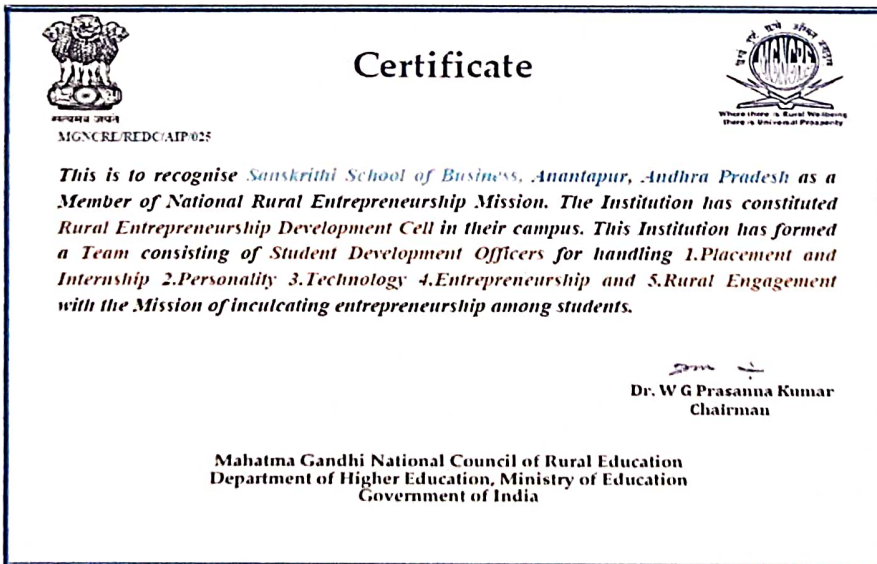 Certificate
सत्यमेव जयते
MGNCRE
Where there is Rural Wellbeing
there is Universal Prosperity
MGNCRE/REDC/AIP/025
This is to recognise Sanskrithi School of Business, Anantapur, Andhra Pradesh as a
Member of National Rural Entrepreneurship Mission. The Institution has constituted
Rural Entrepreneurship Development Cell in their campus. This Institution has formed
a Team consisting of Student Development Officers for handling 1.Placement and
Internship 2.Personality 3.Technology 4.Entrepreneurship and 5.Rural Engagement
with the Mission of inculcating entrepreneurship among students.
Dr. W G Prasanna Kumar
Chairman
Mahatma Gandhi National Council of Rural Education
Department of Higher Education, Ministry of Education
Government of India